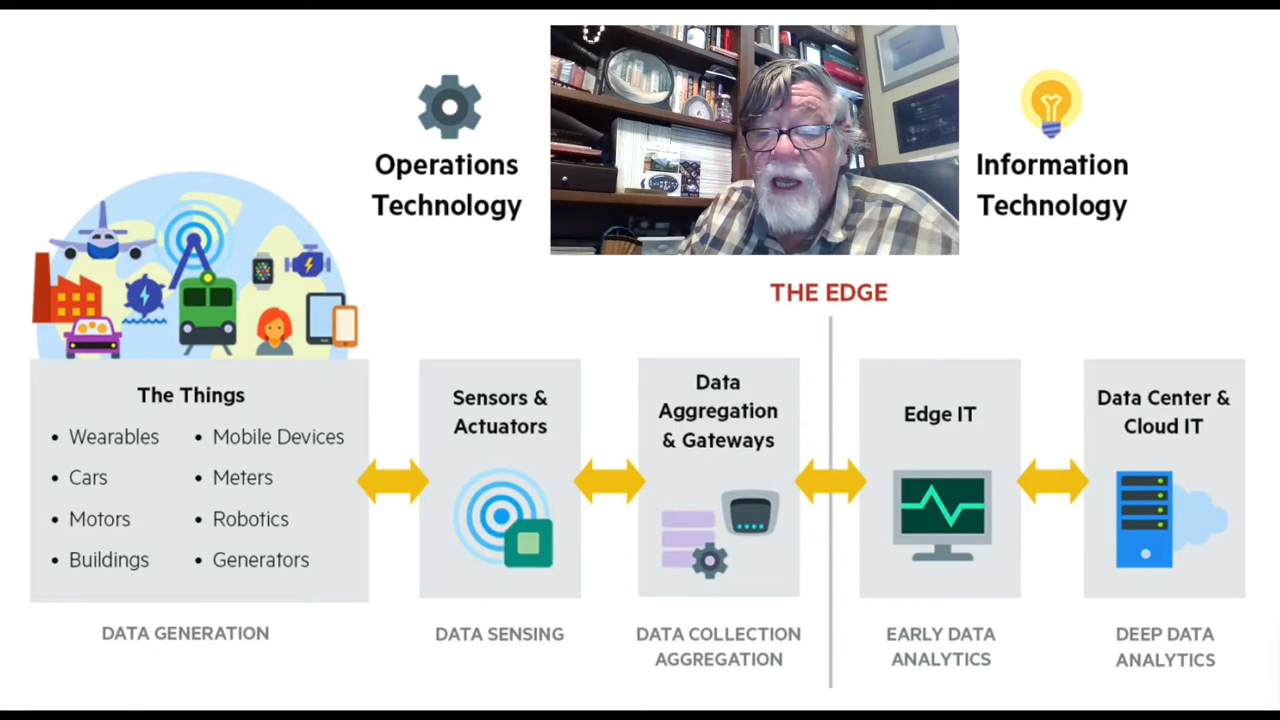 Operations
Technology
Information
Technology
THE EDGE
The Things
• Wearables
• Cars
• Motors
• Buildings
• Mobile Devices
• Meters
• Robotics
• Generators
DATA GENERATION
Sensors &
Actuators
DATA SENSING
Data
Aggregation
& Gateways
DATA COLLECTION
AGGREGATION
Edge IT
EARLY DATA
ANALYTICS
Data Center &
Cloud IT
DEEP DATA
ANALYTICS